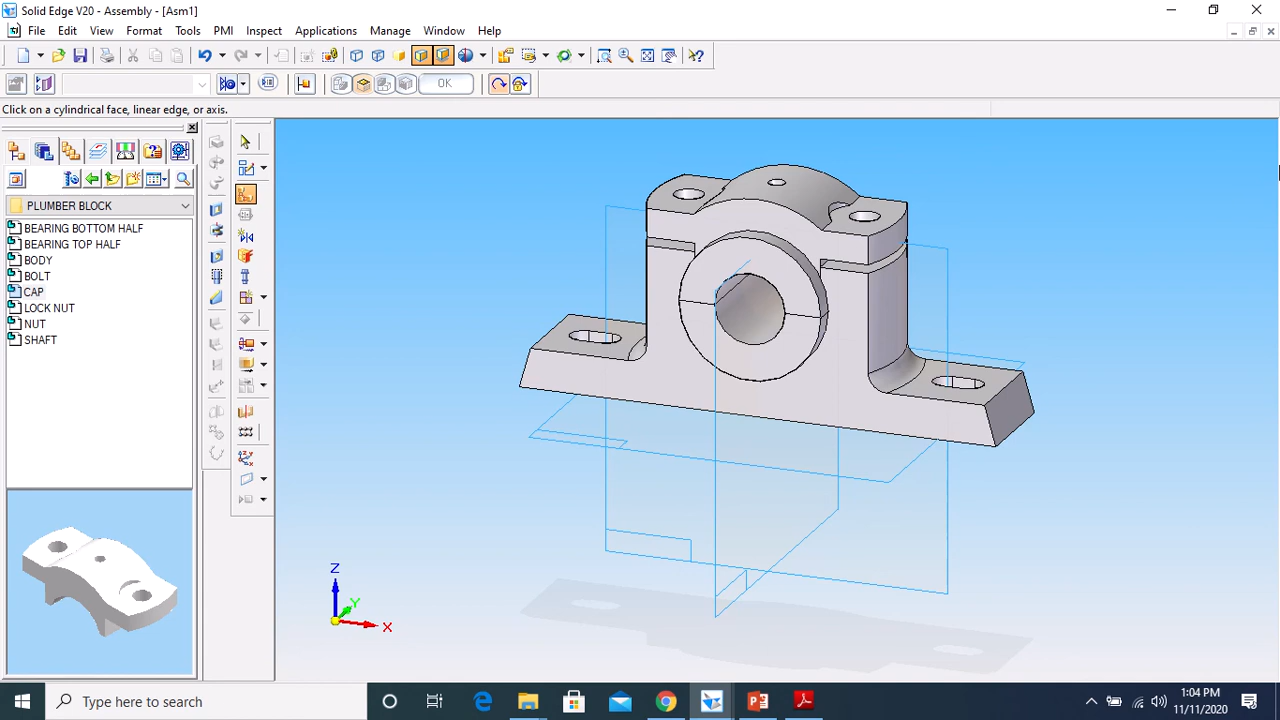 Solid Edge V20 - Assembly - [Asm1]
File Edit View Format Tools PMI Inspect Applications Manage Window Help
OK
Click on a cylindrical face, linear edge, or axis.
PLUMBER BLOCK
BEARING BOTTOM HALF
BEARING TOP HALF
BODY
BOLT
CAP
LOCK NUT
NUT
SHAFT
Z
Y
X
Type here to search
1:04 PM
11/11/2020